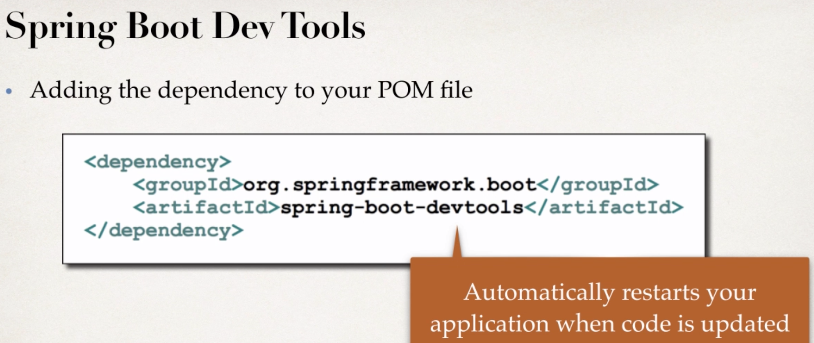 Spring Boot Dev Tools
• Adding the dependency to your POM file
<dependency>
<groupId>org.springframework.boot</groupId>
<artifactId>spring-boot-devtools</artifactId>
</dependency>
Automatically restarts your
application when code is updated